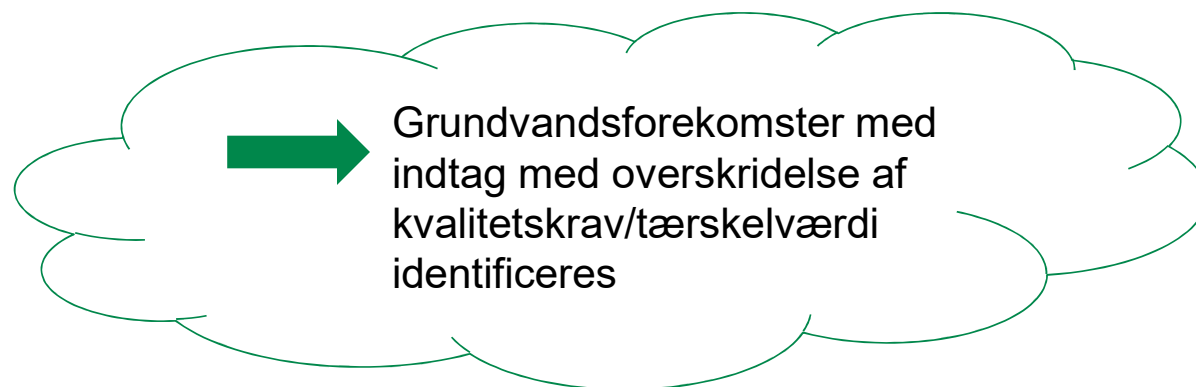 Grundvandsforekomster med
indtag med overskridelse af
kvalitetskrav/tærskelværdi
identificeres